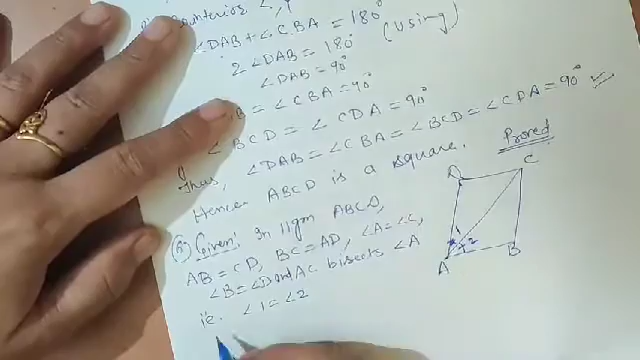 ∠DAB + ∠CBA = 180°
2∠DAB = 180° (Using)
∠DAB = 90°
= ∠CBA = 90°
∠BCD = ∠CDA = 90°
Thus, ∠DAB = ∠CBA = ∠BCD = ∠CDA = 90°
Hence ABCD is a square. Proved
(B) Given: In ||gm ABCD,
AB = CD, BC = AD, ∠A = ∠C,
∠B = ∠D and AC bisects ∠A
i.e. ∠1 = ∠2
D C
1 2
A B